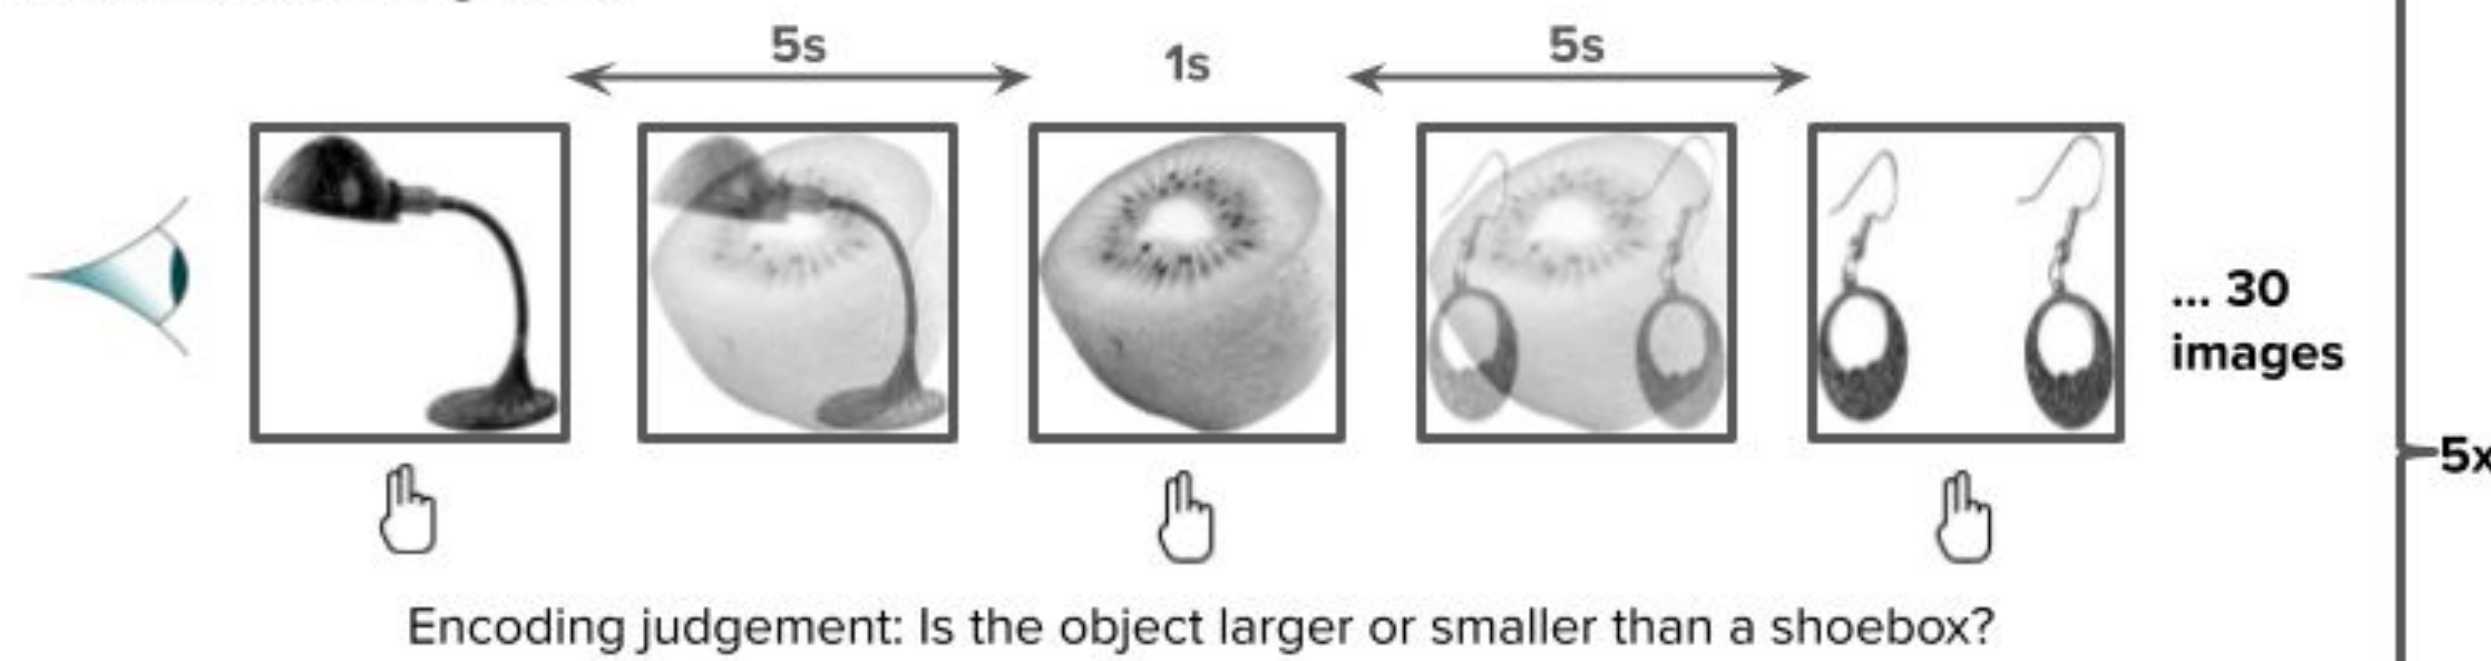 5s
1s
5s
... 30
images
5x
Encoding judgement: Is the object larger or smaller than a shoebox?